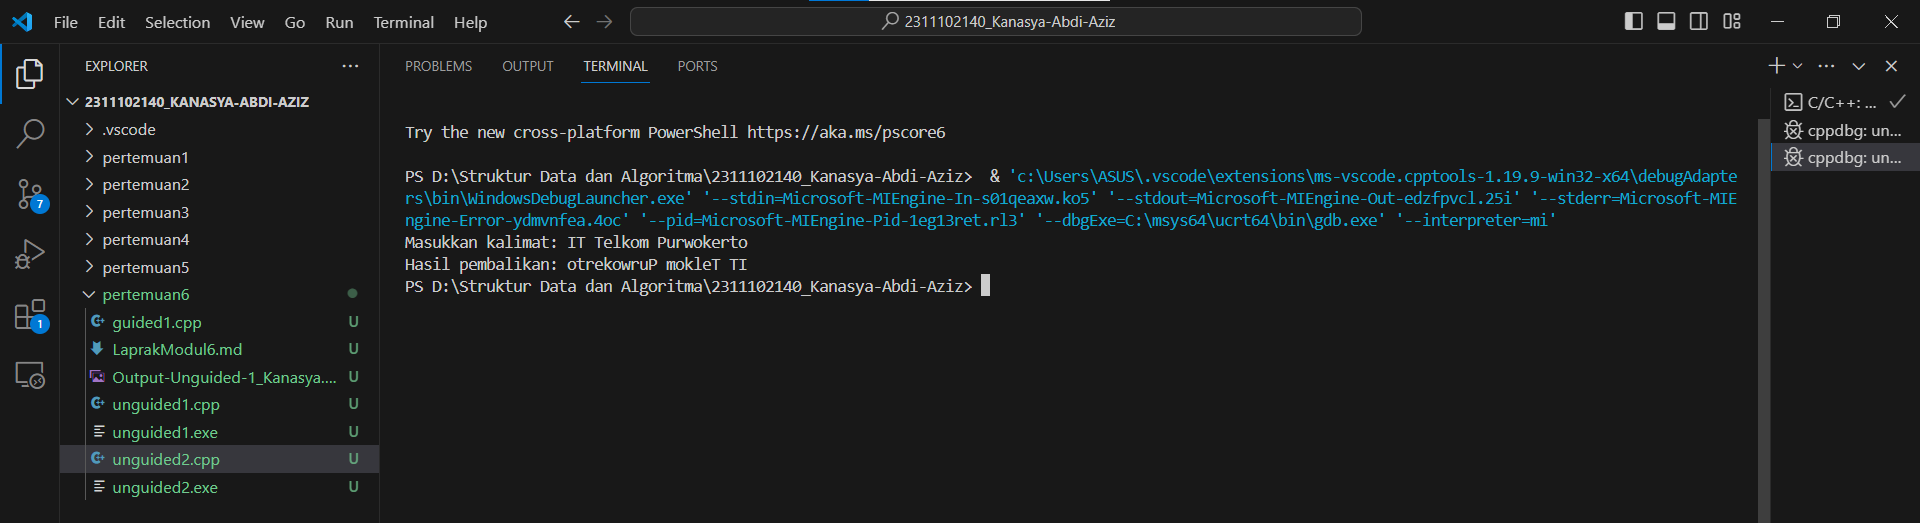 File Edit Selection View Go Run Terminal Help
2311102140_Kanasya-Abdi-Aziz
EXPLORER
2311102140_KANASYA-ABDI-AZIZ
.vscode
pertemuan1
pertemuan2
pertemuan3
pertemuan4
pertemuan5
pertemuan6
guided1.cpp U
LaprakModul6.md U
Output-Unguided-1_Kanasya.... U
unguided1.cpp U
unguided1.exe U
unguided2.cpp U
unguided2.exe U
7
1
PROBLEMS OUTPUT TERMINAL PORTS
Try the new cross-platform PowerShell https://aka.ms/pscore6
PS D:\Struktur Data dan Algoritma\2311102140_Kanasya-Abdi-Aziz> & 'c:\Users\ASUS\.vscode\extensions\ms-vscode.cpptools-1.19.9-win32-x64\debugAdapte
rs\bin\WindowsDebugLauncher.exe' '--stdin=Microsoft-MIEngine-In-s01qeaxw.ko5' '--stdout=Microsoft-MIEngine-Out-edzfpvcl.25i' '--stderr=Microsoft-MIE
ngine-Error-ydmvnfea.4oc' '--pid=Microsoft-MIEngine-Pid-1eg13ret.rl3' '--dbgExe=C:\msys64\ucrt64\bin\gdb.exe' '--interpreter=mi'
Masukkan kalimat: IT Telkom Purwokerto
Hasil pembalikan: otrekowruP mokleT TI
PS D:\Struktur Data dan Algoritma\2311102140_Kanasya-Abdi-Aziz>
C/C++: ...
cppdbg: un...
cppdbg: un...